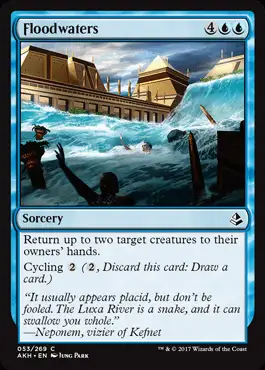 Floodwaters 4
Sorcery
Return up to two target creatures to their
owners' hands.
Cycling 2 (2, Discard this card: Draw a
card.)
"It usually appears placid, but don't be
fooled. The Luxa River is a snake, and it can
swallow you whole."
—Neponem, vizier of Kefnet
053/269 C
AKH • EN Jung Park ™ & © 2017 Wizards of the Coast